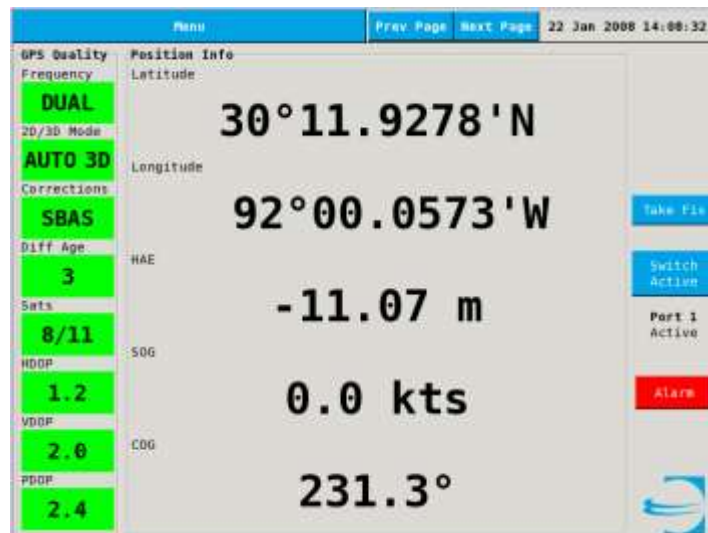 Menu
Prev Page
Next Page
22 Jan 2008 14:08:32
GPS Quality
Frequency
DUAL
2D/3D Mode
AUTO 3D
Corrections
SBAS
Diff Age
3
Sats
8/11
HDOP
1.2
VDOP
2.0
PDOP
2.4
Position Info
Latitude
30°11.9278'N
Longitude
92°00.0573'W
HAE
-11.07 m
SOG
0.0 kts
COG
231.3°
Take Fix
Switch
Active
Port 1
Active
Alarm